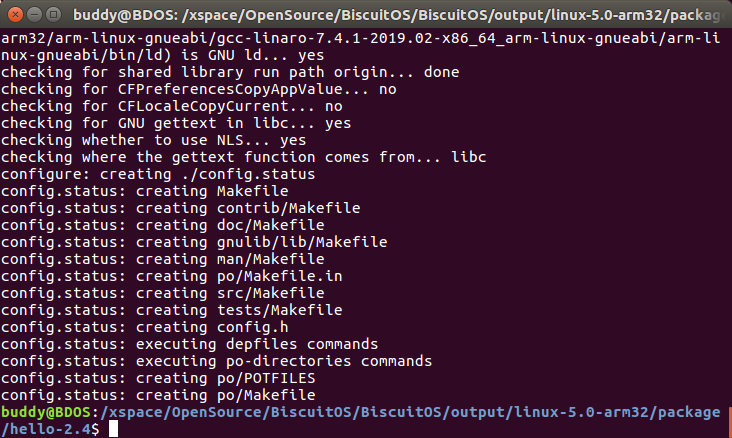 buddy@BDOS: /xspace/OpenSource/BiscuitOS/BiscuitOS/output/linux-5.0-arm32/package
arm32/arm-linux-gnueabi/gcc-linaro-7.4.1-2019.02-x86_64_arm-linux-gnueabi/arm-li
nux-gnueabi/bin/ld) is GNU ld... yes
checking for shared library run path origin... done
checking for CFPreferencesCopyAppValue... no
checking for CFLocaleCopyCurrent... no
checking for GNU gettext in libc... yes
checking whether to use NLS... yes
checking where the gettext function comes from... libc
configure: creating ./config.status
config.status: creating Makefile
config.status: creating contrib/Makefile
config.status: creating doc/Makefile
config.status: creating gnulib/lib/Makefile
config.status: creating man/Makefile
config.status: creating po/Makefile.in
config.status: creating src/Makefile
config.status: creating tests/Makefile
config.status: creating config.h
config.status: executing depfiles commands
config.status: executing po-directories commands
config.status: creating po/POTFILES
config.status: creating po/Makefile
buddy@BDOS:/xspace/OpenSource/BiscuitOS/BiscuitOS/output/linux-5.0-arm32/package
/hello-2.4$